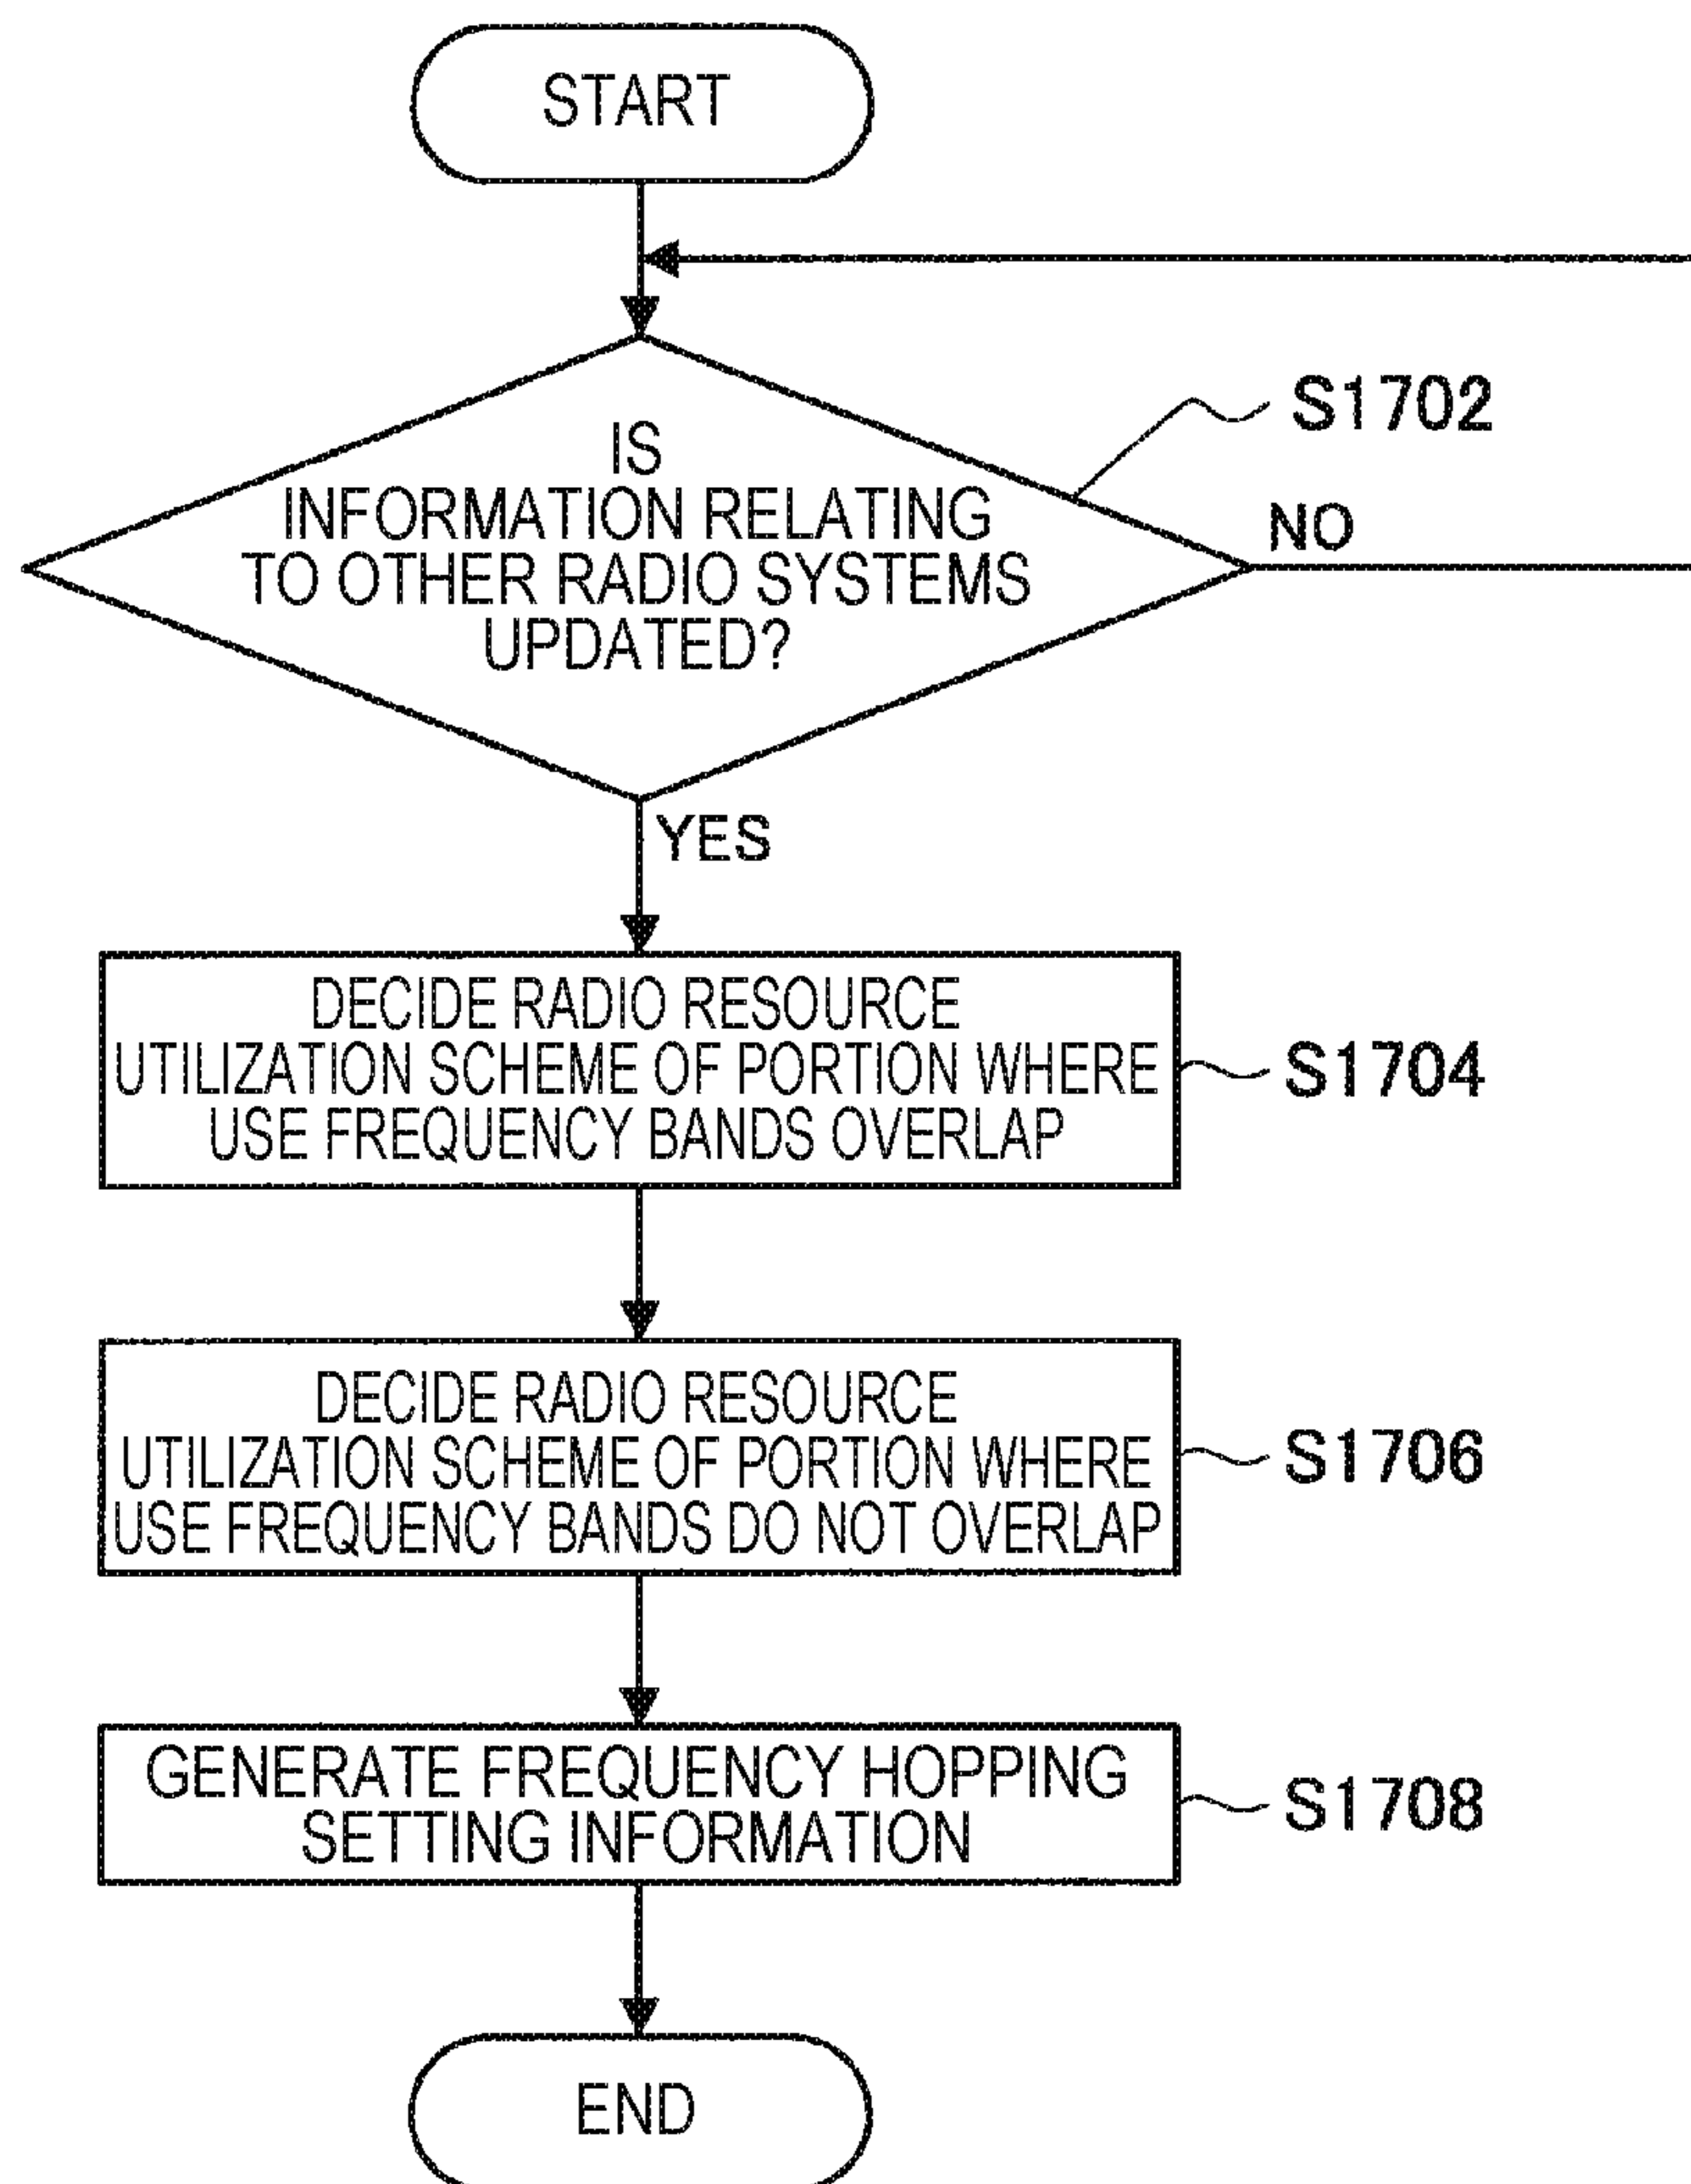 START
IS
INFORMATION RELATING
TO OTHER RADIO SYSTEMS
UPDATED?
S1702
NO
YES
DECIDE RADIO RESOURCE
UTILIZATION SCHEME OF PORTION WHERE
USE FREQUENCY BANDS OVERLAP
S1704
DECIDE RADIO RESOURCE
UTILIZATION SCHEME OF PORTION WHERE
USE FREQUENCY BANDS DO NOT OVERLAP
S1706
GENERATE FREQUENCY HOPPING
SETTING INFORMATION
S1708
END